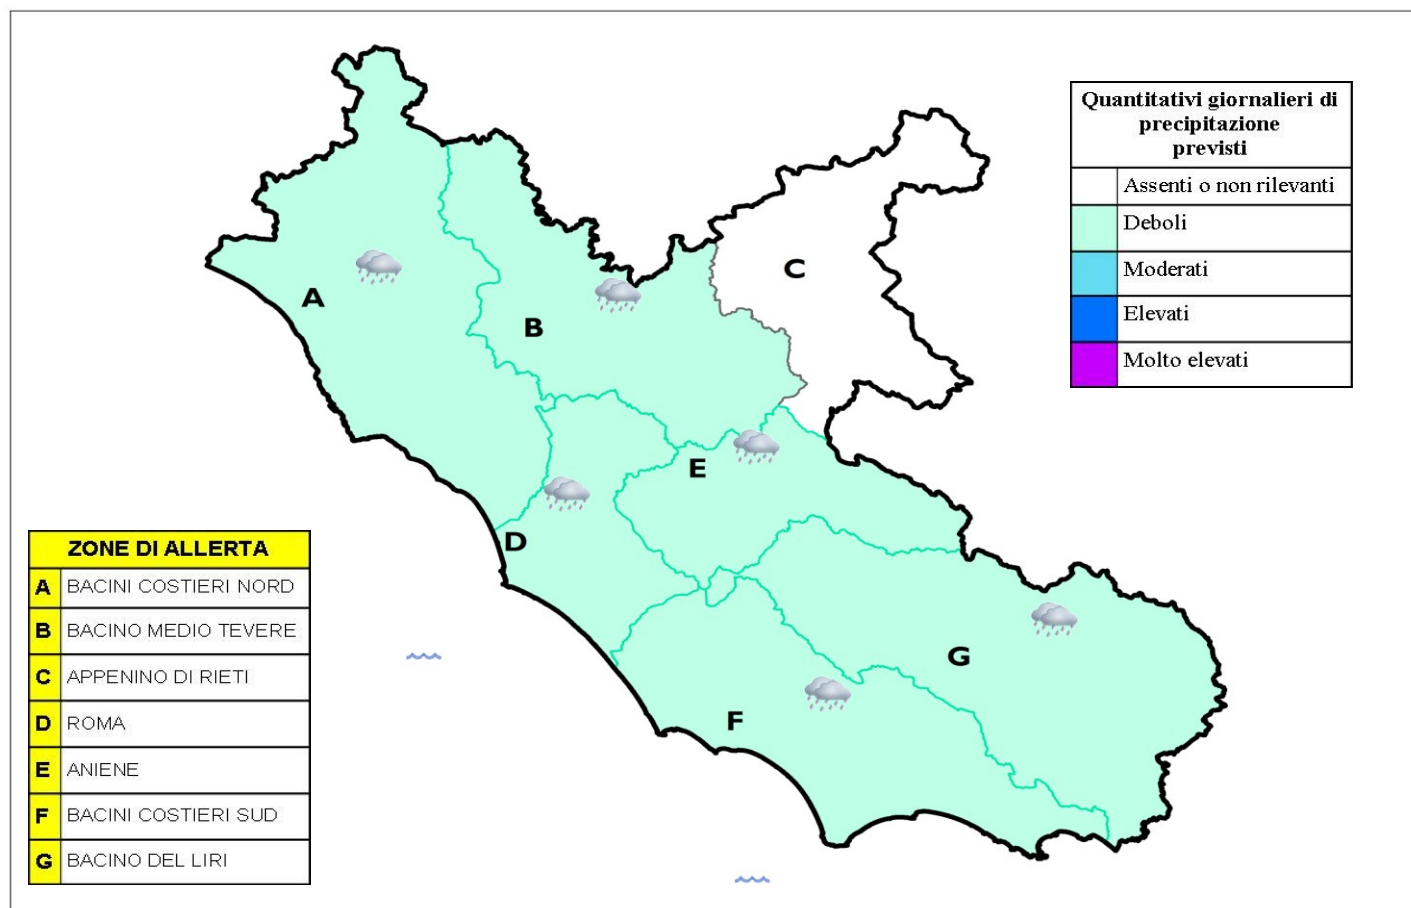 Quantitativi giornalieri di
precipitazione
previsti
Assenti o non rilevanti
Deboli
Moderati
Elevati
Molto elevati
A
B
C
D
E
F
G
ZONE DI ALLERTA
A BACINI COSTIERI NORD
B BACINO MEDIO TEVERE
C APPENINO DI RIETI
D ROMA
E ANIENE
F BACINI COSTIERI SUD
G BACINO DEL LIRI